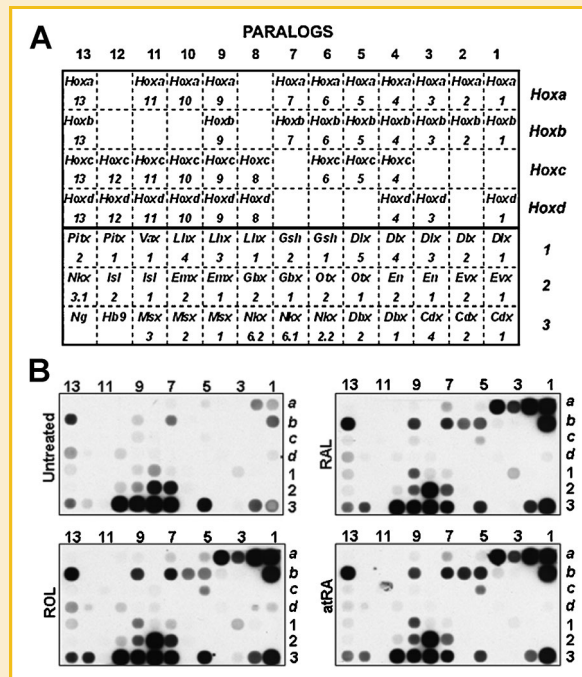 A
PARALOGS
13 12 11 10 9 8 7 6 5 4 3 2 1
Hoxa Hoxa Hoxa Hoxa Hoxa Hoxa Hoxa Hoxa Hoxa Hoxa Hoxa
13 11 10 9 7 6 5 4 3 2 1
Hoxa
Hoxb Hoxb Hoxb Hoxb Hoxb Hoxb Hoxb Hoxb Hoxb
13 9 7 6 5 4 3 2 1
Hoxb
Hoxc Hoxc Hoxc Hoxc Hoxc Hoxc Hoxc Hoxc Hoxc
13 12 11 10 9 8 6 5 4
Hoxc
Hoxd Hoxd Hoxd Hoxd Hoxd Hoxd Hoxd Hoxd Hoxd
13 12 11 10 9 8 4 3 1
Hoxd
Pitx Pitx Vax Lhx Lhx Lhx Gsh Gsh Dlx Dlx Dlx Dlx Dlx
2 1 1 4 3 1 2 1 5 4 3 2 1
1
Nkx Isl Isl Emx Emx Gbx Gbx Otx Otx En En Evx Evx
3.1 2 1 2 1 2 1 2 1 2 1 2 1
2
Ng Hb9 Msx Msx Msx Nkx Nkx Nkx Dbx Dbx Cdx Cdx Cdx
3 2 1 6.2 6.1 2.2 2 1 4 2 1
3
B
13 11 9 7 5 3 1
Untreated
a
b
c
d
1
2
3
13 11 9 7 5 3 1
RAL
a
b
c
d
1
2
3
13 11 9 7 5 3 1
ROL
a
b
c
d
1
2
3
13 11 9 7 5 3 1
atRA
a
b
c
d
1
2
3